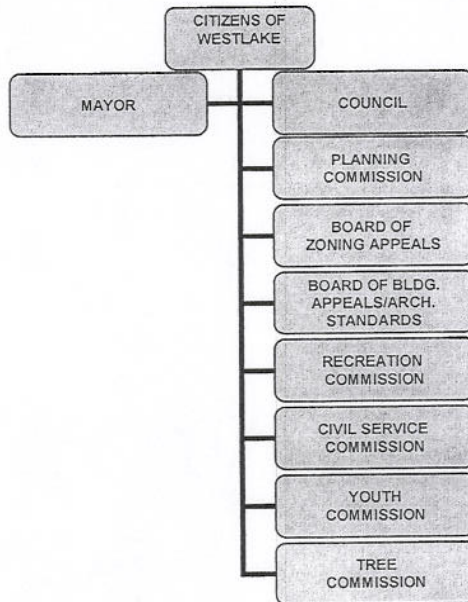 CITIZENS OF
WESTLAKE
MAYOR
COUNCIL
PLANNING
COMMISSION
BOARD OF
ZONING APPEALS
BOARD OF BLDG.
APPEALS/ARCH.
STANDARDS
RECREATION
COMMISSION
CIVIL SERVICE
COMMISSION
YOUTH
COMMISSION
TREE
COMMISSION